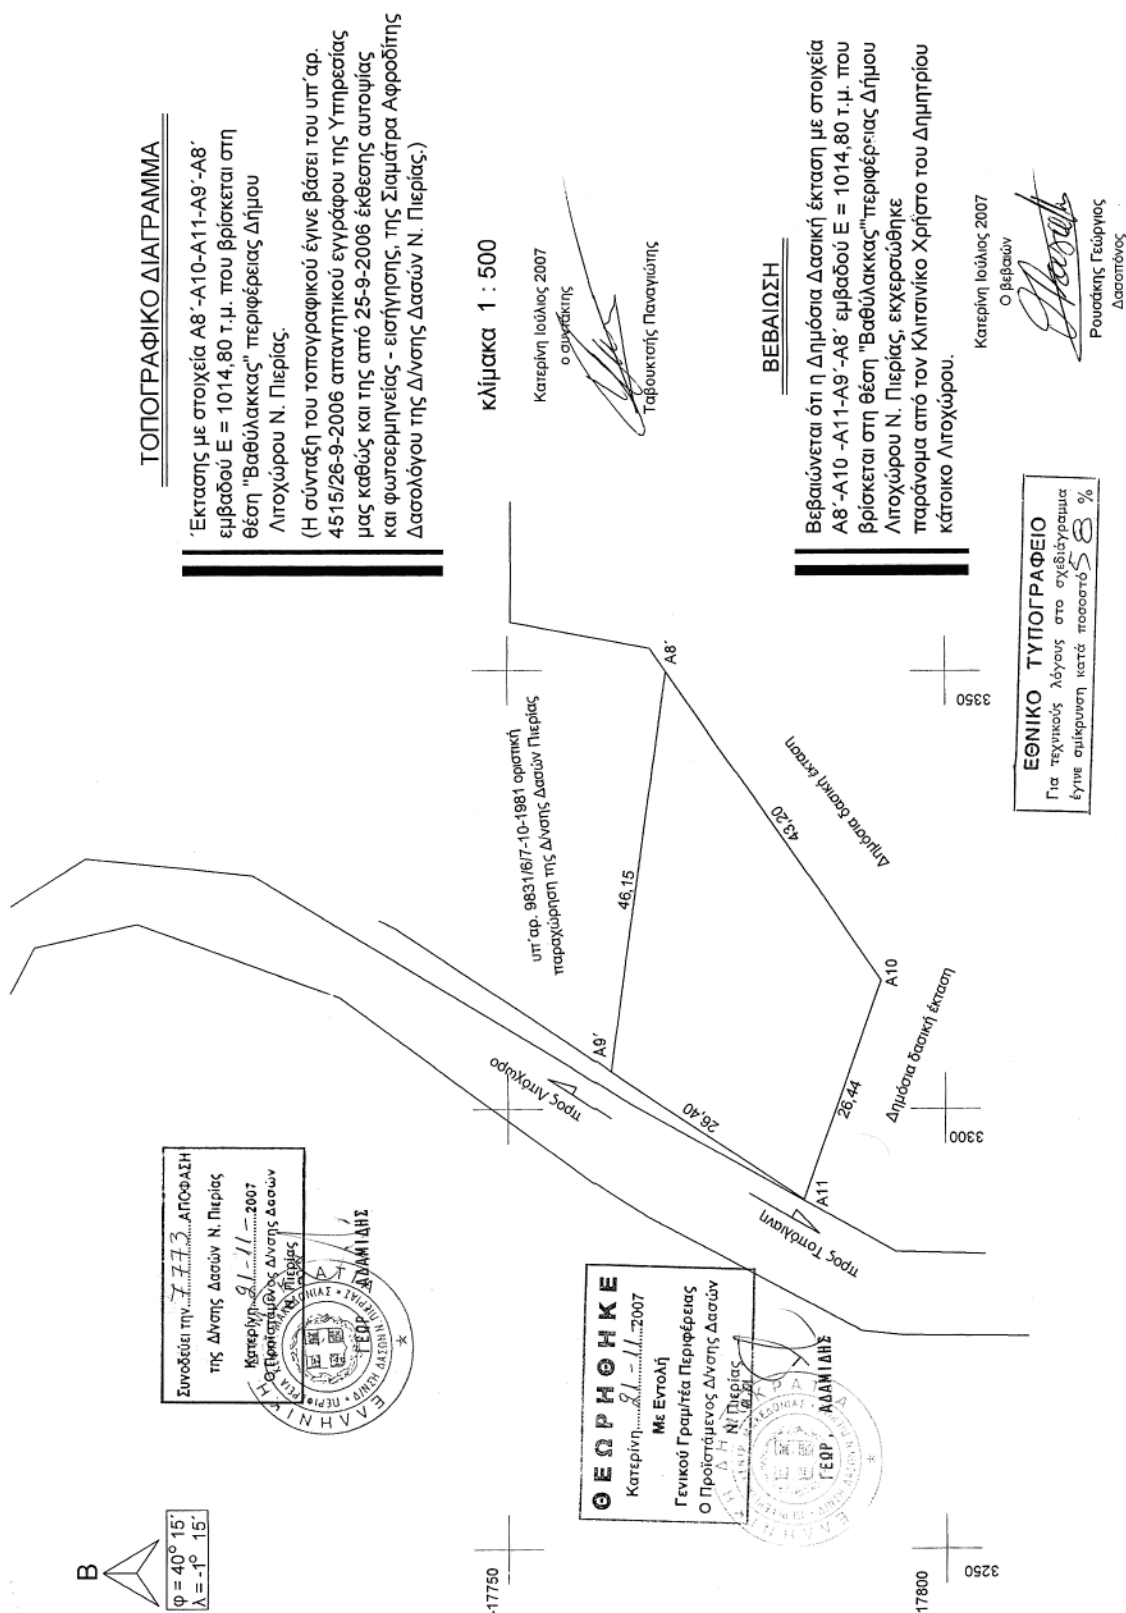 ΤΟΠΟΓΡΑΦΙΚΟ ΔΙΑΓΡΑΜΜΑ
Έκτασης με στοιχεία Α8΄-Α10-Α11-Α9΄-Α8΄
εμβαδού Ε = 1014,80 τ.μ. που βρίσκεται στη
θέση "Βαθύλακκας" περιφέρειας Δήμου
Λιτοχώρου Ν. Πιερίας.
(Η σύνταξη του τοπογραφικού έγινε βάσει του υπ΄αρ.
4515/26-9-2006 απαντητικού εγγράφου της Υπηρεσίας
μας καθώς και της από 25-9-2006 έκθεσης αυτοψίας
και φωτοερμηνείας - εισήγησης, της Σιαμάτρα Αφροδίτης
Δασολόγου της Δ/νσης Δασών Ν. Πιερίας.)
κλίμακα 1 : 500
Κατερίνη Ιούλιος 2007
ο συντάκτης
Ταβουκτσής Παναγιώτης
ΒΕΒΑΙΩΣΗ
Βεβαιώνεται ότι η Δημόσια Δασική έκταση με στοιχεία
Α8΄-Α10 -Α11-Α9΄-Α8΄ εμβαδού Ε = 1014,80 τ.μ. που
βρίσκεται στη θέση "Βαθύλακκας"περιφέρειας Δήμου
Λιτοχώρου Ν. Πιερίας, εκχερσώθηκε
παράνομα από τον Κλιτσινίκο Χρήστο του Δημητρίου
κάτοικο Λιτοχώρου.
Κατερίνη Ιούλιος 2007
Ο βεβαιών
Ρουσάκης Γεώργιος
Δασοπόνος
ΕΘΝΙΚΟ ΤΥΠΟΓΡΑΦΕΙΟ
Για τεχνικούς λόγους στο σχεδιάγραμμα
έγινε σμίκρυνση κατά ποσοστό 58 %
υπ΄αρ. 9831/6/7-10-1981 οριστική
παραχώρηση της Δ/νσης Δασών Πιερίας
Α8΄
46,15
43,20
Δημόσια δασική έκταση
Α9΄
Α10
26,40
26,44
Δημόσια δασική έκταση
Α11
προς Λιτόχωρο
προς Τοπόλιανη
3350
3300
3250
-17750
17800
Συνοδεύει την 7773 ΑΠΟΦΑΣΗ
της Δ/νσης Δασών Ν. Πιερίας
Κατερίνη 21-11-2007
Ο Προϊστάμενος Δ/νσης Δασών
Ν. Πιερίας
ΓΕΩΡ. ΑΔΑΜΙΔΗΣ
ΘΕΩΡΗΘΗΚΕ
Κατερίνη 21-11-2007
Με Εντολή
Γενικού Γραμ/τέα Περιφέρειας
Ο Προϊστάμενος Δ/νσης Δασών
Ν. Πιερίας
ΓΕΩΡ. ΑΔΑΜΙΔΗΣ
Β
φ = 40° 15΄
λ = -1° 15΄